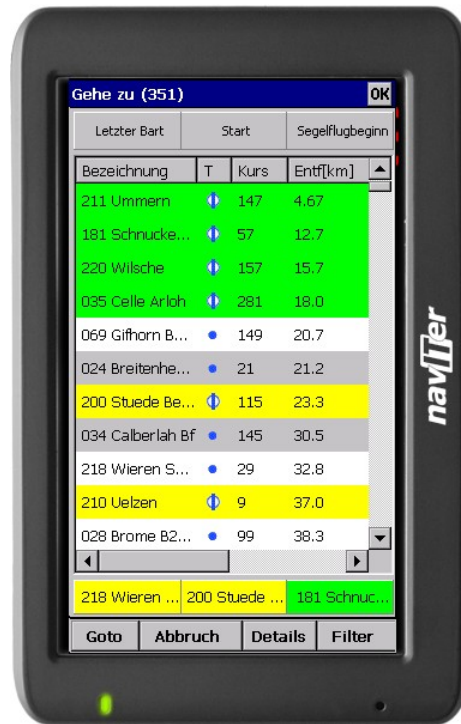 Gehe zu (351) OK
Letzter Bart Start Segelflugbeginn
Bezeichnung T Kurs Entf[km]
211 Ummern 147 4.67
181 Schnucke... 57 12.7
220 Wilsche 157 15.7
035 Celle Arloh 281 18.0
069 Gifhorn B... 149 20.7
024 Breitenhe... 21 21.2
200 Stuede Be... 115 23.3
034 Calberlah Bf 145 30.5
218 Wieren S... 29 32.8
210 Uelzen 9 37.0
028 Brome B2... 99 38.3
218 Wieren ... 200 Stuede ... 181 Schnuc...
Goto Abbruch Details Filter
naviter